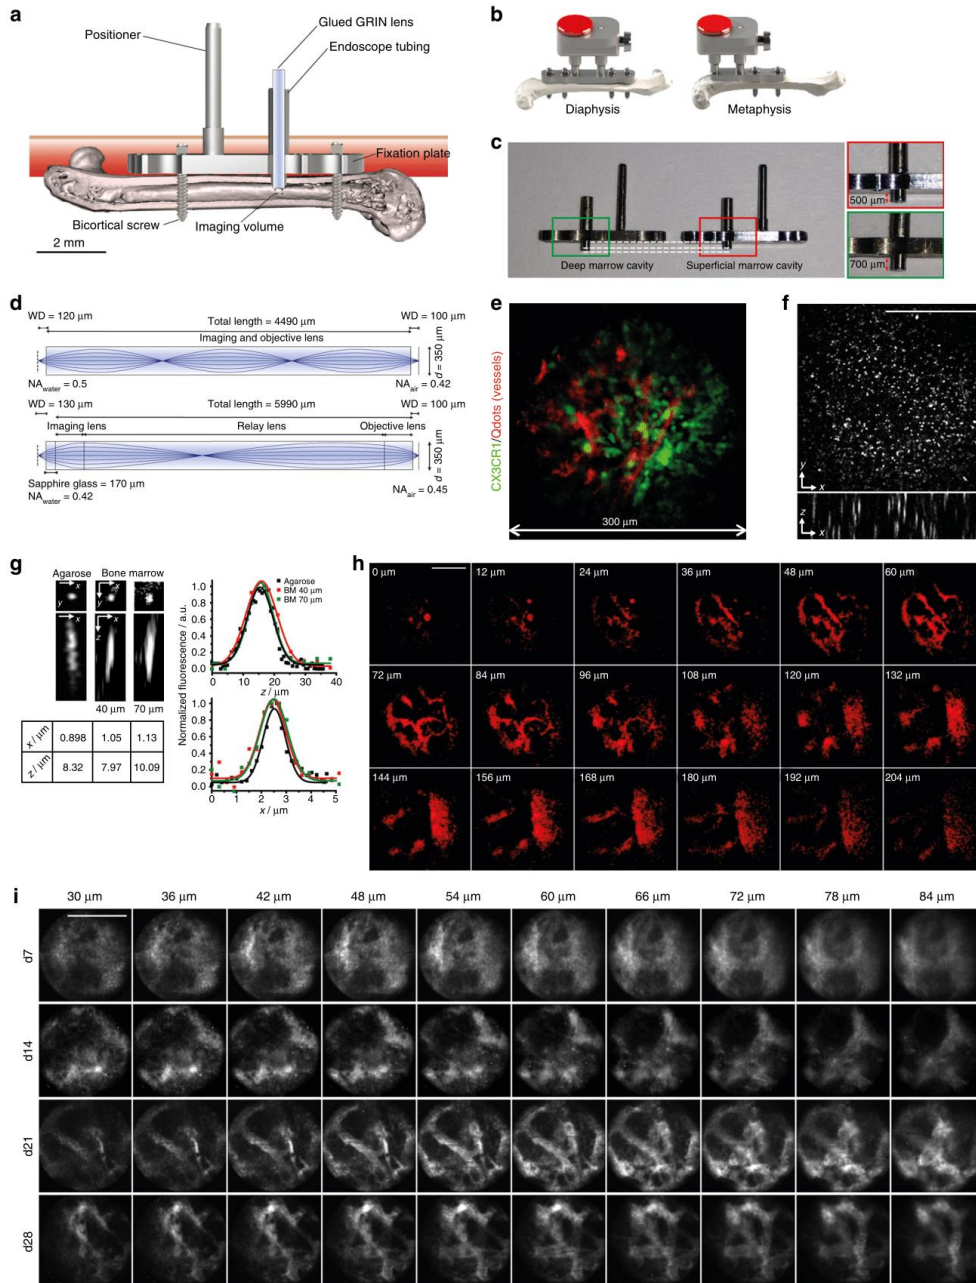 a
Positioner
Glued GRIN lens
Endoscope tubing
Fixation plate
Bicortical screw
Imaging volume
2 mm
b
Diaphysis
Metaphysis
c
Deep marrow cavity
Superficial marrow cavity
500 μm
700 μm
d
WD = 120 μm
Total length = 4490 μm
WD = 100 μm
Imaging and objective lens
d = 350 μm
NAwater = 0.5
NAair = 0.42
WD = 130 μm
Total length = 5990 μm
WD = 100 μm
Imaging lens
Relay lens
Objective lens
d = 350 μm
Sapphire glass = 170 μm
NAwater = 0.42
NAair = 0.45
e
CX3CR1/Qdots (vessels)
300 μm
f
y
x
z
x
g
Agarose
Bone marrow
x
y
x
y
x
z
x
40 μm
70 μm
x / μm
0.898
1.05
1.13
z / μm
8.32
7.97
10.09
Normalized fluorescence / a.u.
Agarose
BM 40 μm
BM 70 μm
1.0
0.8
0.6
0.4
0.2
0.0
0 10 20 30 40
z / μm
1.0
0.8
0.6
0.4
0.2
0.0
0 1 2 3 4 5
x / μm
h
0 μm 12 μm 24 μm 36 μm 48 μm 60 μm
72 μm 84 μm 96 μm 108 μm 120 μm 132 μm
144 μm 156 μm 168 μm 180 μm 192 μm 204 μm
i
30 μm 36 μm 42 μm 48 μm 54 μm 60 μm 66 μm 72 μm 78 μm 84 μm
d7
d14
d21
d28